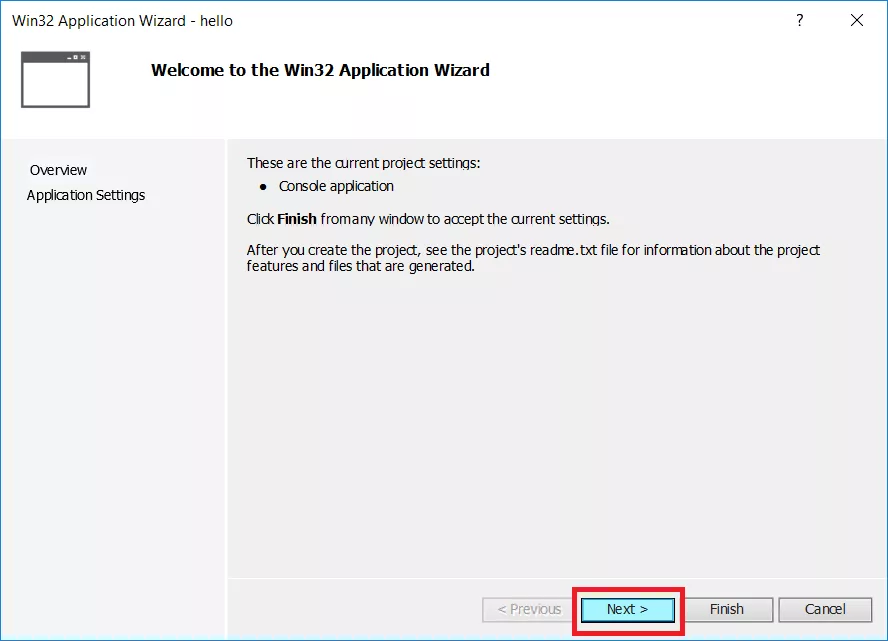 Win32 Application Wizard - hello
?
Welcome to the Win32 Application Wizard
Overview
Application Settings
These are the current project settings:
• Console application
Click Finish from any window to accept the current settings.
After you create the project, see the project's readme.txt file for information about the project
features and files that are generated.
< Previous
Next >
Finish
Cancel